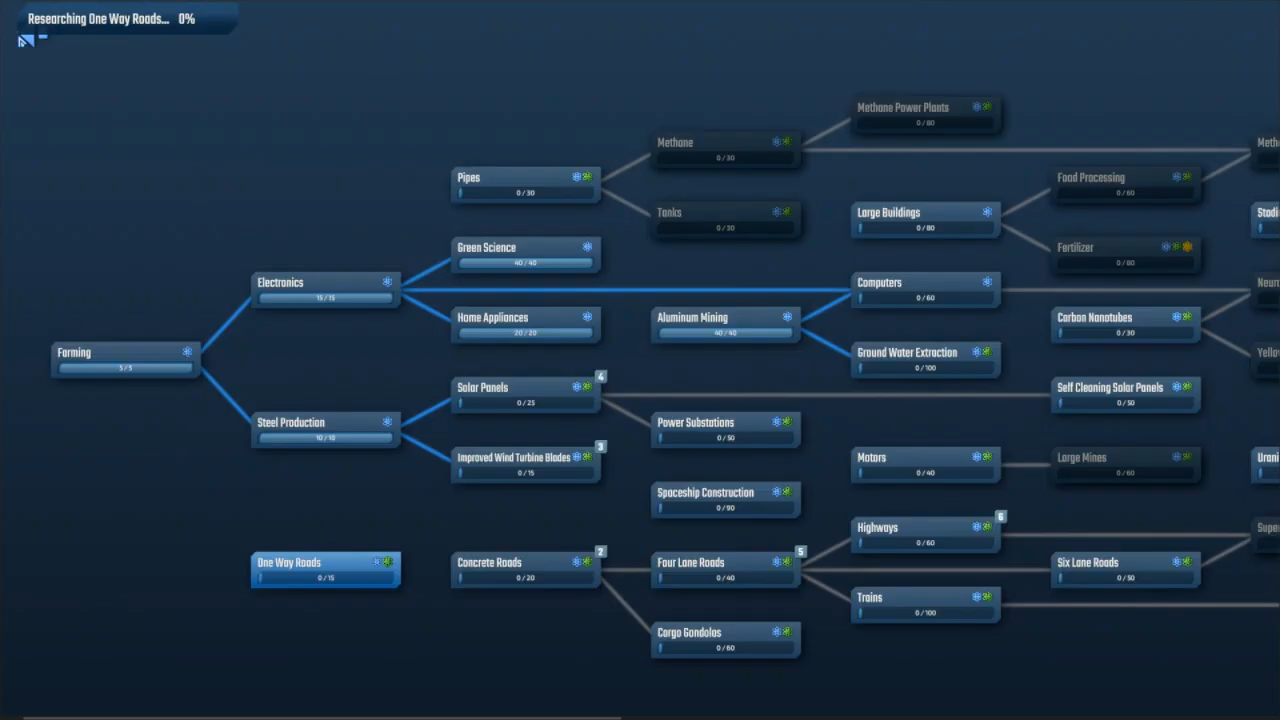 Researching One Way Roads... 0%
Methane Power Plants
0 / 80
Methane
0 / 30
Pipes
0 / 30
Food Processing
0 / 60
Tanks
0 / 30
Large Buildings
0 / 80
Green Science
40 / 40
Fertilizer
0 / 80
Electronics
15 / 15
Computers
0 / 60
Home Appliances
20 / 20
Aluminum Mining
40 / 40
Carbon Nanotubes
0 / 30
Farming
5 / 5
Ground Water Extraction
0 / 100
4
Solar Panels
0 / 25
Self Cleaning Solar Panels
0 / 50
Steel Production
10 / 10
Power Substations
0 / 50
3
Improved Wind Turbine Blades
0 / 15
Motors
0 / 40
Large Mines
0 / 60
Spaceship Construction
0 / 90
6
Highways
0 / 60
One Way Roads
0 / 15
2
Concrete Roads
0 / 20
5
Four Lane Roads
0 / 40
Six Lane Roads
0 / 50
Trains
0 / 100
Cargo Gondolas
0 / 60